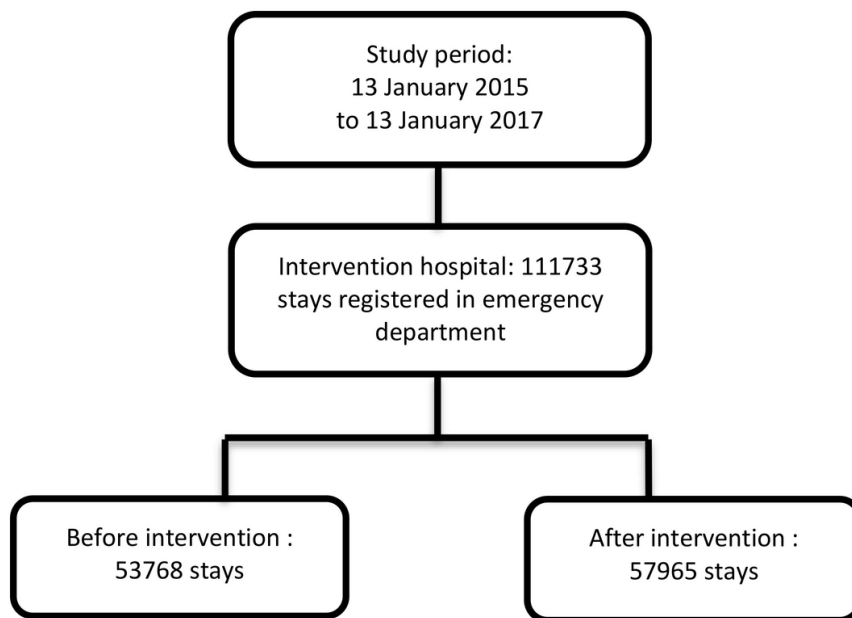 Study period:
13 January 2015
to 13 January 2017
Intervention hospital: 111733
stays registered in emergency
department
Before intervention :
53768 stays
After intervention :
57965 stays